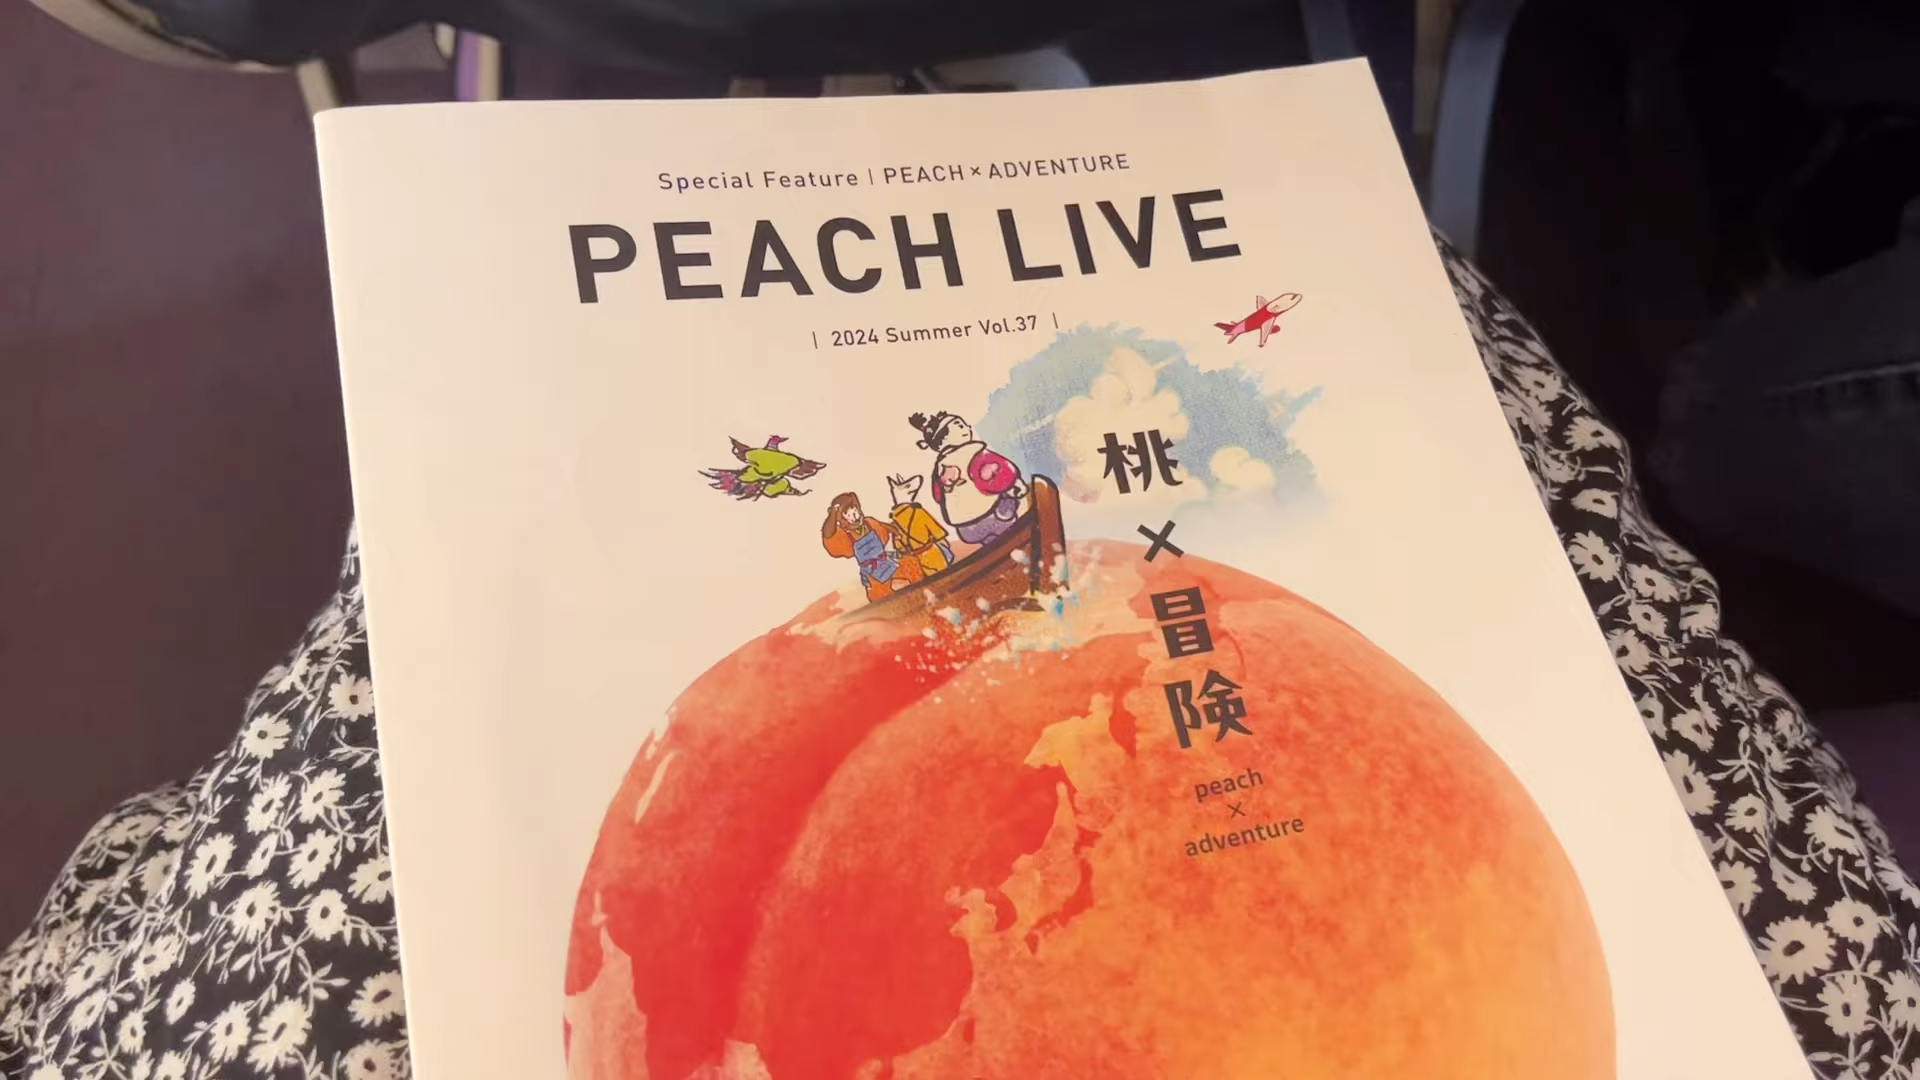 Special Feature | PEACH×ADVENTURE
PEACH LIVE
| 2024 Summer Vol.37 |
桃
×
冒
険
peach
×
adventure